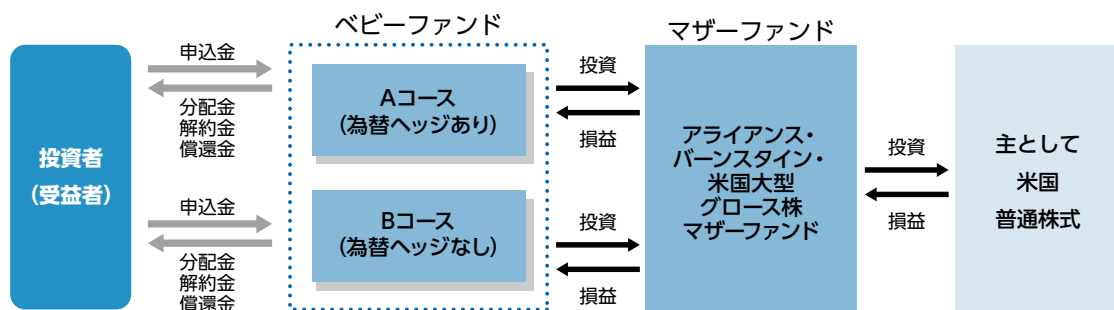 ベビーファンド
マザーファンド
投資者
(受益者)
申込金
分配金
解約金
償還金
Aコース
(為替ヘッジあり)
投資
損益
申込金
分配金
解約金
償還金
Bコース
(為替ヘッジなし)
投資
損益
アライアンス・
バーンスタイン・
米国大型
グロース株
マザーファンド
投資
損益
主として
米国
普通株式